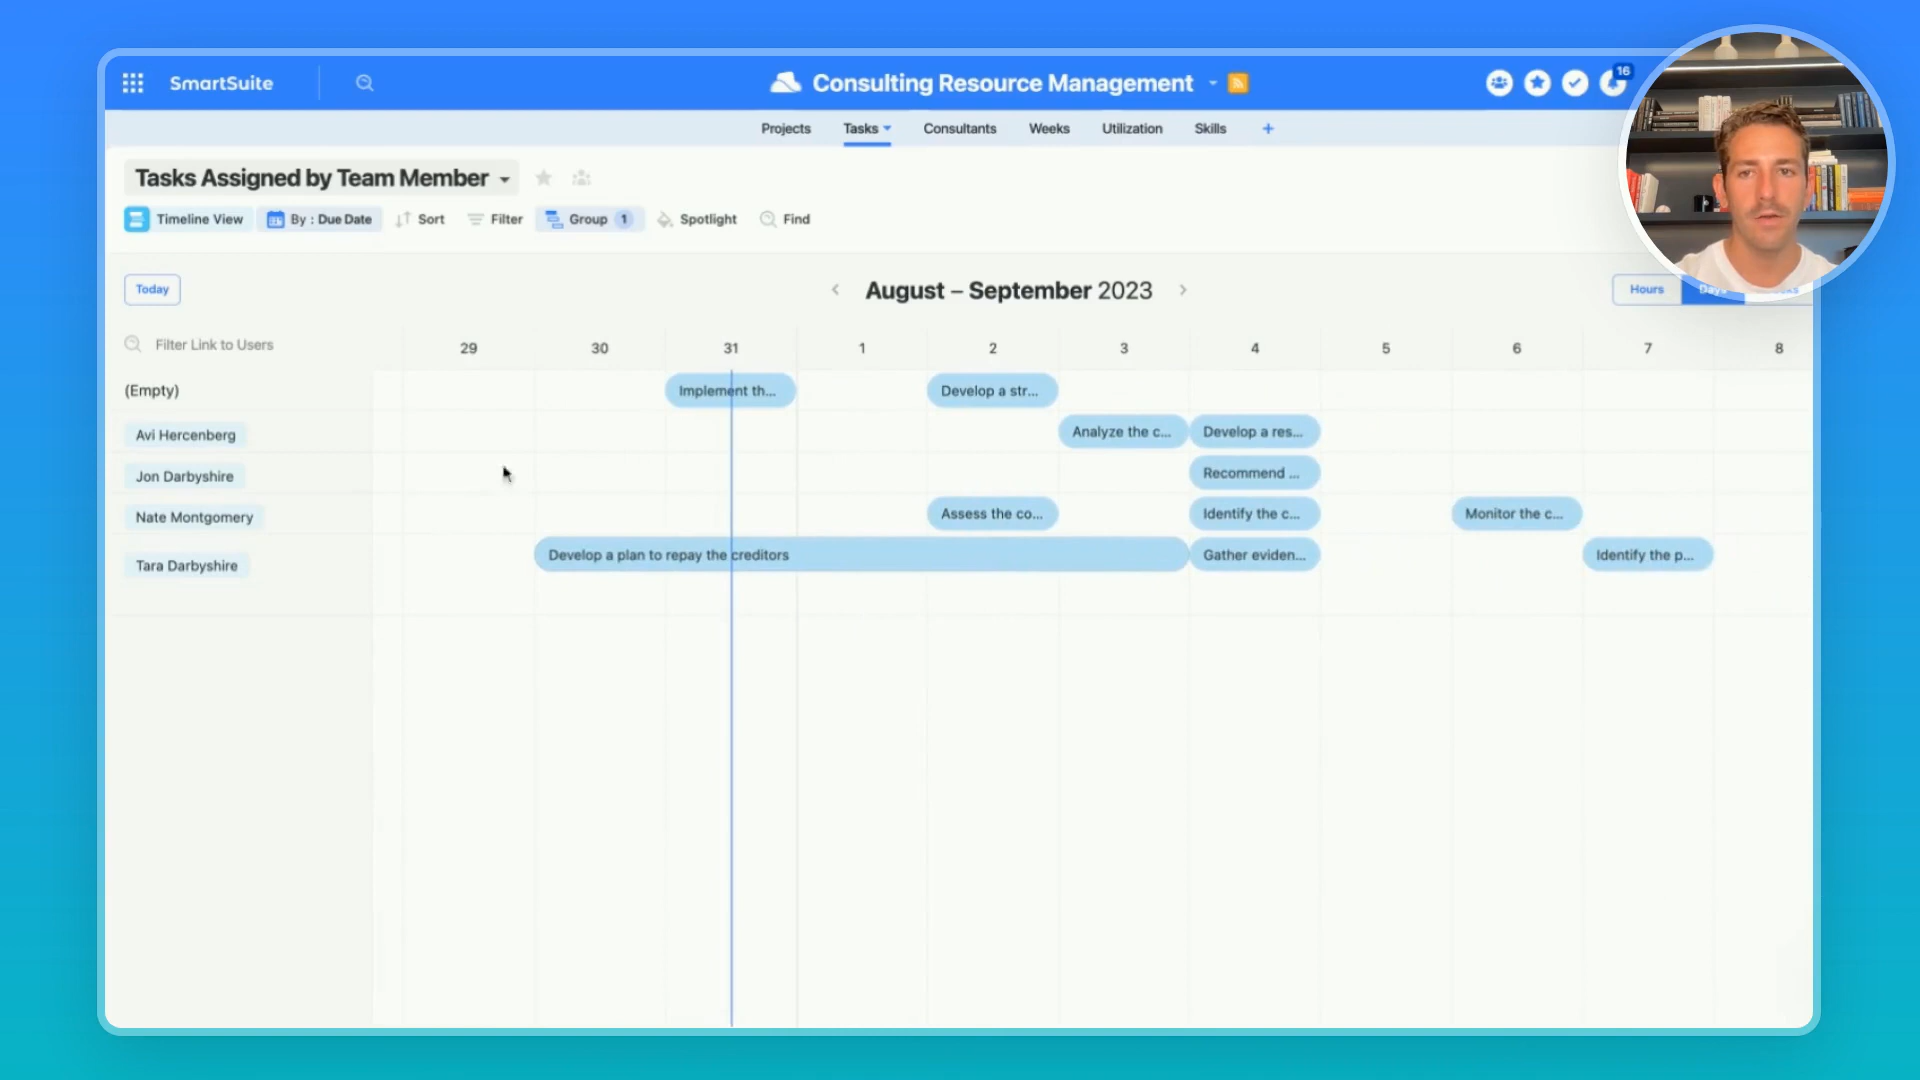 SmartSuite
Consulting Resource Management
16
Projects Tasks Consultants Weeks Utilization Skills +
Tasks Assigned by Team Member
Timeline View By : Due Date Sort Filter Group 1 Spotlight Find
Today August – September 2023 Hours Days
Filter Link to Users 29 30 31 1 2 3 4 5 6 7 8
(Empty) Implement th... Develop a str...
Avi Hercenberg Analyze the c... Develop a res...
Jon Darbyshire Recommend ...
Nate Montgomery Assess the co... Identify the c... Monitor the c...
Tara Darbyshire Develop a plan to repay the creditors Gather eviden... Identify the p...